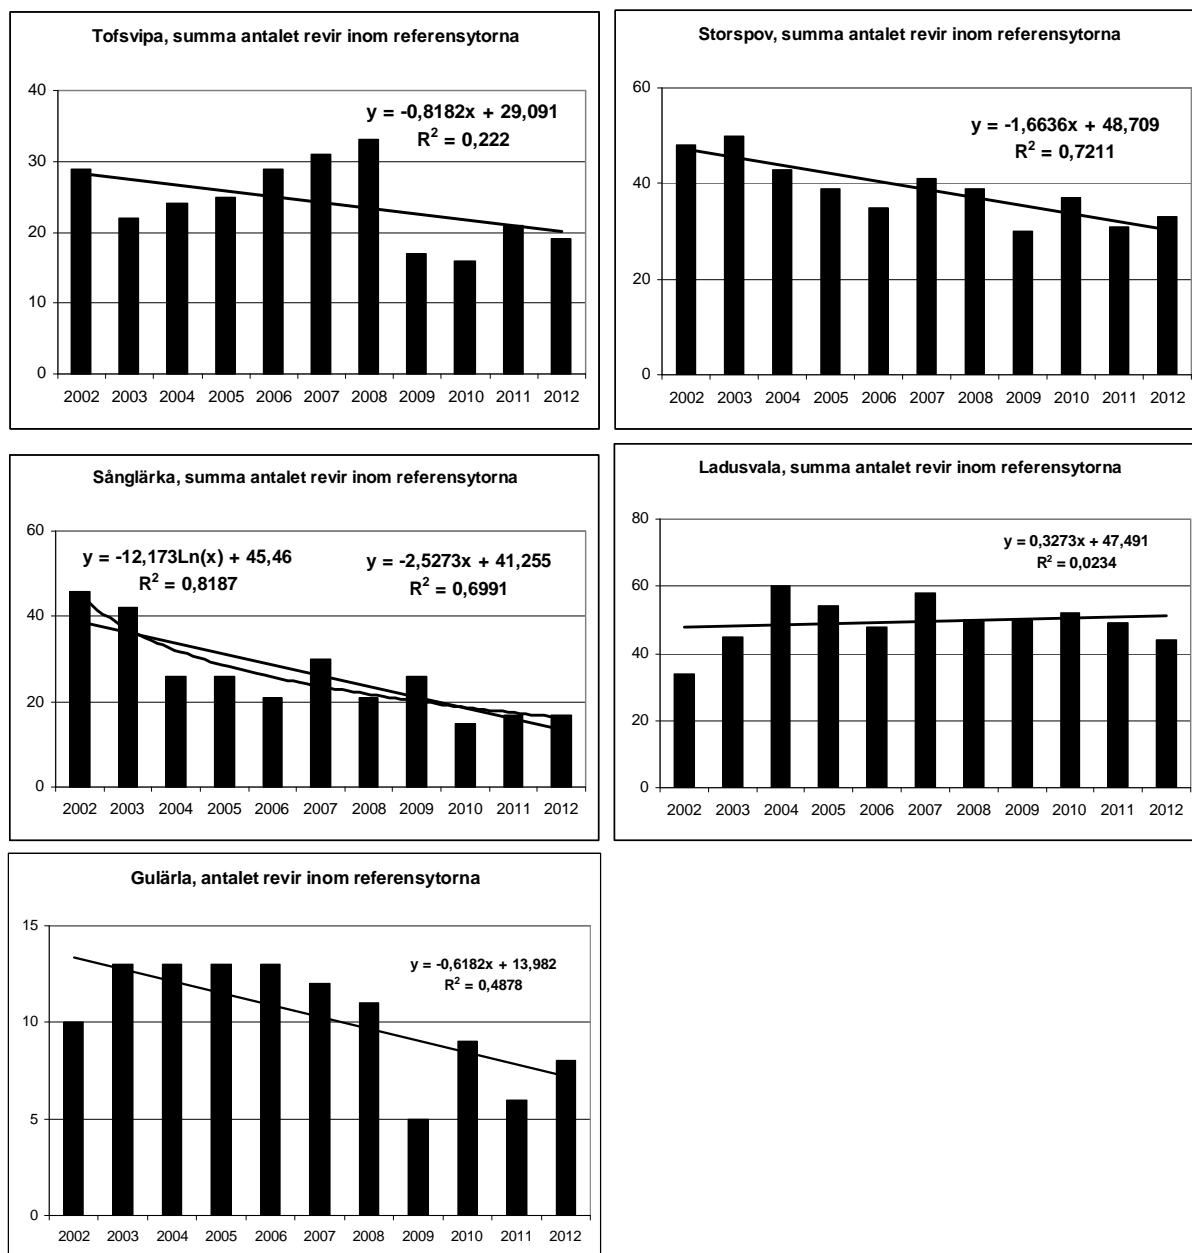 Tofsvipa, summa antalet revir inom referensytorna
y = -0,8182x + 29,091
R² = 0,222
40
30
20
10
0
2002 2003 2004 2005 2006 2007 2008 2009 2010 2011 2012
Storspov, summa antalet revir inom referensytorna
y = -1,6636x + 48,709
R² = 0,7211
60
40
20
0
2002 2003 2004 2005 2006 2007 2008 2009 2010 2011 2012
Sånglärka, summa antalet revir inom referensytorna
y = -12,173Ln(x) + 45,46
R² = 0,8187
y = -2,5273x + 41,255
R² = 0,6991
60
40
20
0
2002 2003 2004 2005 2006 2007 2008 2009 2010 2011 2012
Ladusvala, summa antalet revir inom referensytorna
y = 0,3273x + 47,491
R² = 0,0234
80
60
40
20
0
2002 2003 2004 2005 2006 2007 2008 2009 2010 2011 2012
Gulärla, antalet revir inom referensytorna
y = -0,6182x + 13,982
R² = 0,4878
15
10
5
0
2002 2003 2004 2005 2006 2007 2008 2009 2010 2011 2012